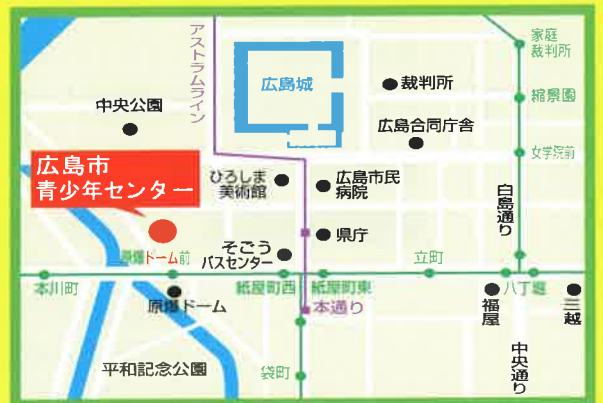 アストラムライン
広島城
裁判所
家庭
裁判所
中央公園
縮景園
広島合同庁舎
女学院前
広島市
青少年センター
ひろしま
美術館
広島市民
病院
白島通り
県庁
そごう
バスセンター
原爆ドーム前
立町
本川町
紙屋町西
紙屋町東
八丁堀
原爆ドーム
本通り
福屋
三越
平和記念公園
袋町
中央通り